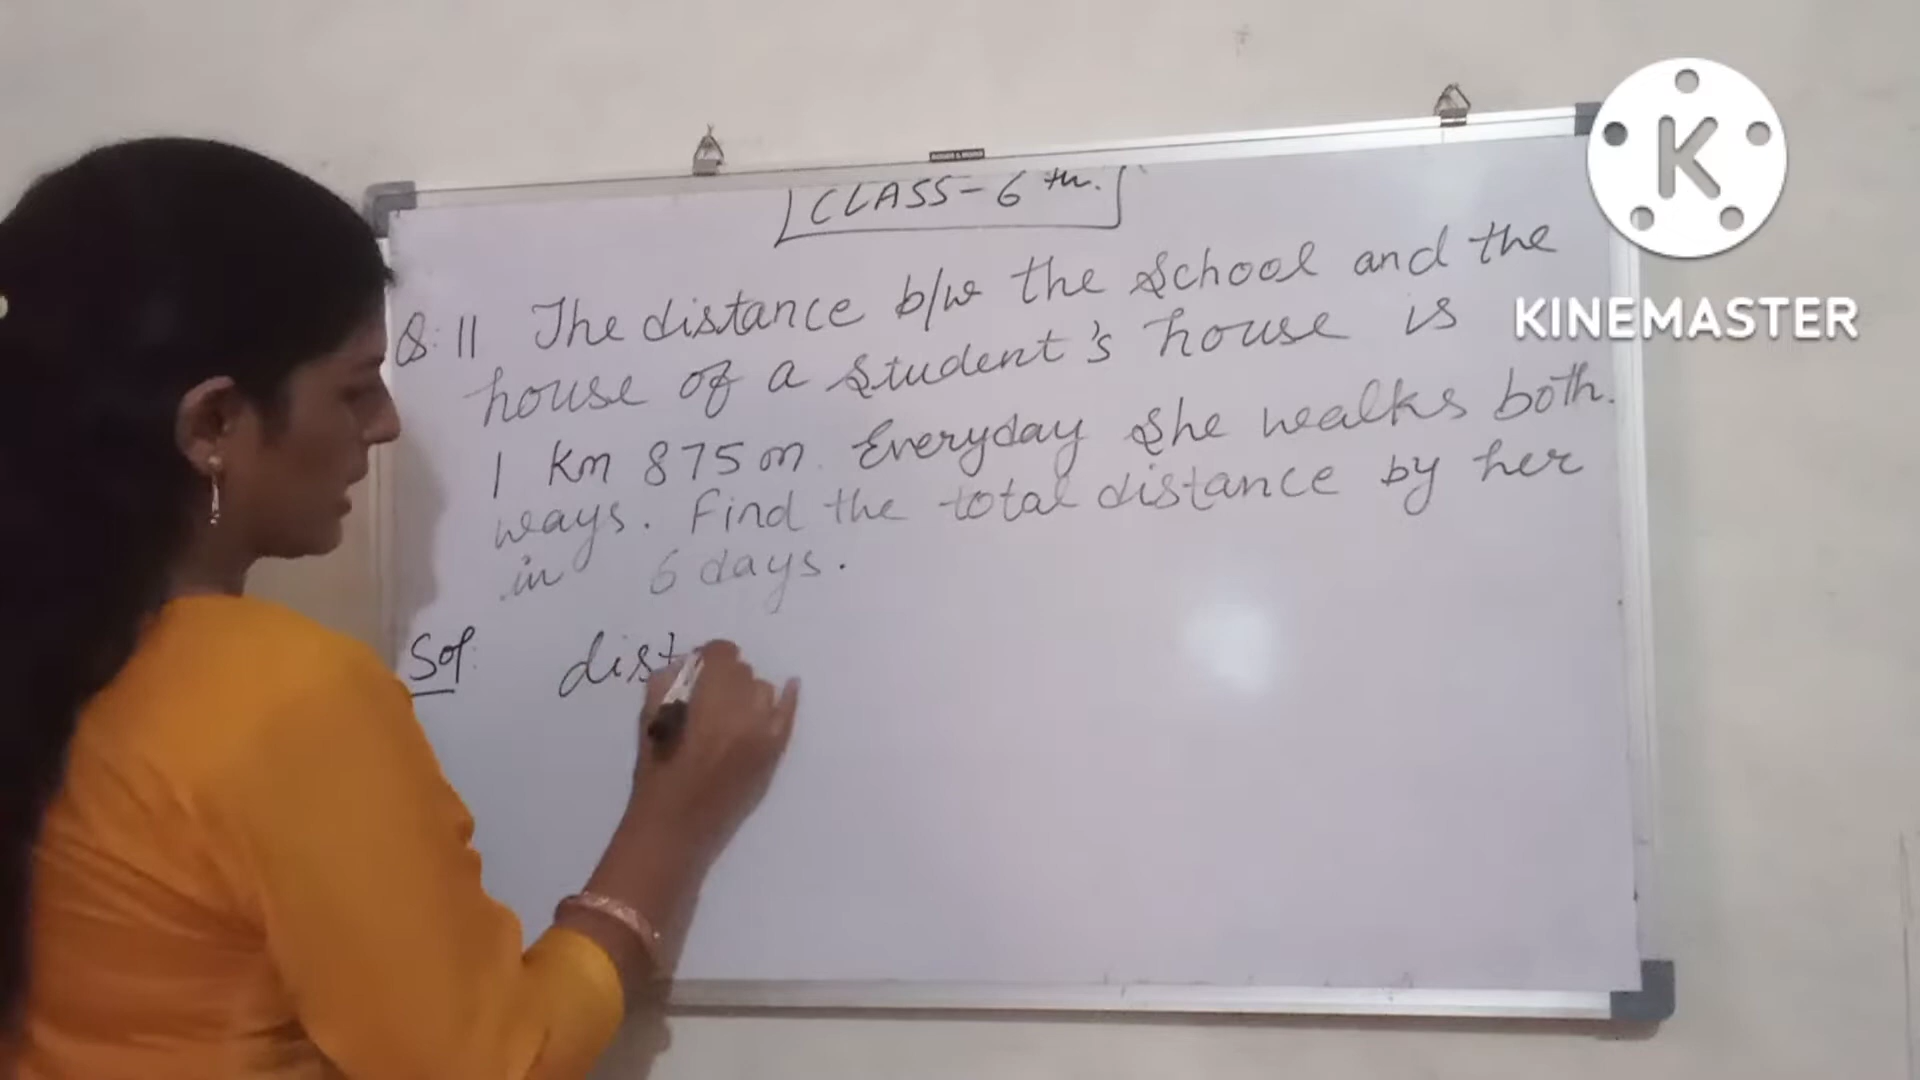 CLASS-6th.
Q:11 The distance b/w the School and the
house of a Student's house is
1 Km 875m. Everyday She walks both.
ways. Find the total distance by her
in 6 days.
Sol: dist
K
KINEMASTER